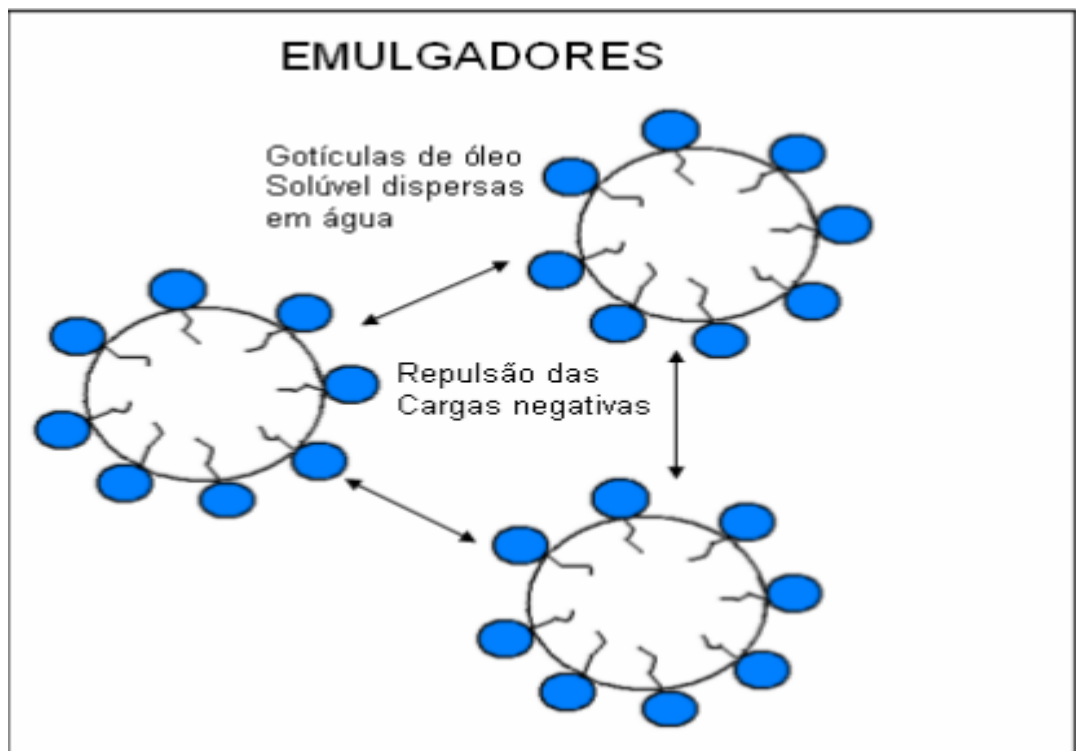 EMULGADORES
Gotículas de óleo
Solúvel dispersas
em água
Repulsão das
Cargas negativas